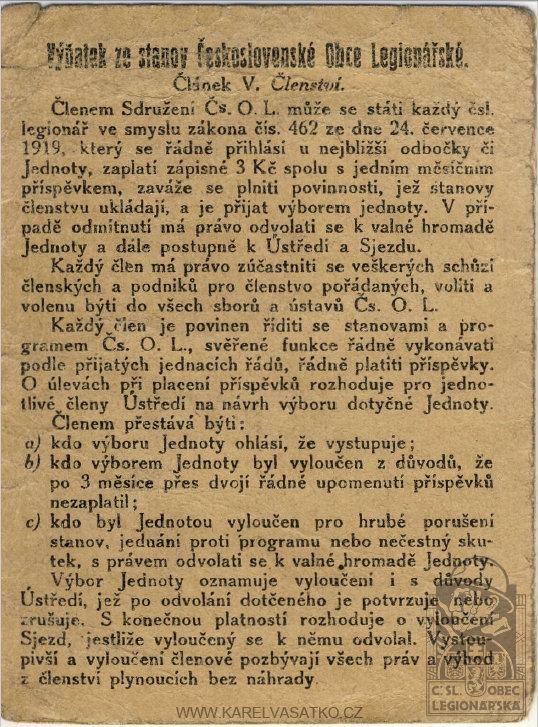 Výňatek ze stanov Československé Obce Legionářské.
Článek V. Členství.
Členem Sdružení Čs. O. L. může se státi každý čsl.
legionář ve smyslu zákona čís. 462 ze dne 24. července
1919, který se řádně přihlásí u nejbližší odbočky či
Jednoty, zaplatí zápisné 3 Kč spolu s jedním měsíčním
příspěvkem, zaváže se plniti povinnosti, jež stanovy
členstvu ukládají, a je přijat výborem jednoty. V pří-
padě odmítnutí má právo odvolati se k valné hromadě
Jednoty a dále postupně k Ústředí a Sjezdu.
Každý člen má právo zúčastniti se veškerých schůzí
členských a podniků pro členstvo pořádaných, voliti a
volenu býti do všech sborů a ústavů Čs. O. L.
Každý člen je povinen říditi se stanovami a pro-
gramem Čs. O. L., svěřené funkce řádně vykonávati
podle přijatých jednacích řádů, řádně platiti příspěvky.
O úlevách při placení příspěvků rozhoduje pro jedno-
tlivé členy Ústředí na návrh výboru dotyčné Jednoty.
Členem přestává býti:
a) kdo výboru Jednoty ohlásí, že vystupuje;
b) kdo výborem Jednoty byl vyloučen z důvodů, že
po 3 měsíce přes dvojí řádné upomenutí příspěvků
nezaplatil;
c) kdo byl Jednotou vyloučen pro hrubé porušení
stanov, jednání proti programu nebo nečestný sku-
tek, s právem odvolati se k valné hromadě Jednoty.
Výbor Jednoty oznamuje vyloučení i s důvody
Ústředí, jež po odvolání dotčeného je potvrzuje nebo
zrušuje. S konečnou platností rozhoduje o vyloučení
Sjezd, jestliže vyloučený se k němu odvolal. Vystou-
pivší a vyloučení členové pozbývají všech práv a výhod
z členství plynoucích bez náhrady.
ČSL. OBEC
LEGIONÁŘSKÁ
WWW.KARELVASATKO.CZ